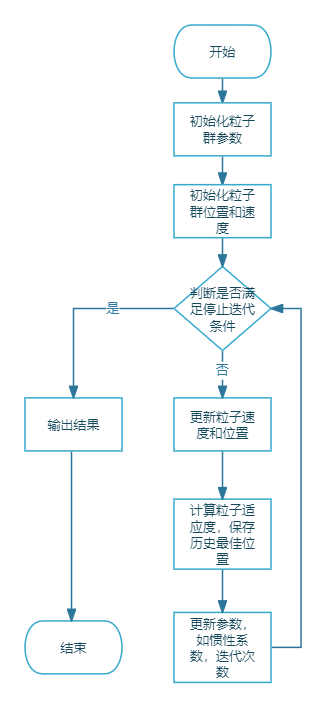 开始
初始化粒子
群参数
初始化粒子
群位置和速
度
判断是否满
足停止迭代
条件
是
否
输出结果
更新粒子速
度和位置
计算粒子适
应度，保存
历史最佳位
置
更新参数，
如惯性系
数，迭代次
数
结束